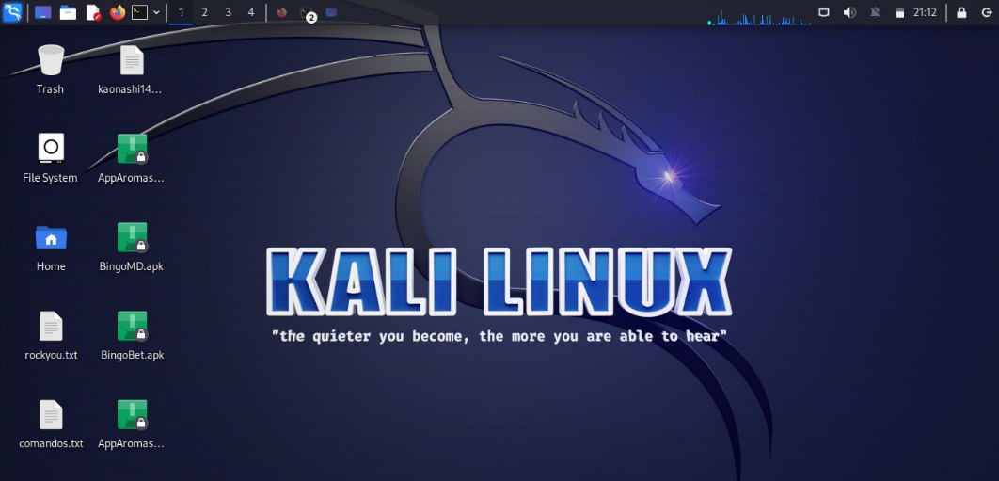 1 2 3 4 2 21:12
Trash kaonashi14...
File System AppAromas...
KALI LINUX
Home BingoMD.apk
"the quieter you become, the more you are able to hear"
rockyou.txt BingoBet.apk
comandos.txt AppAromas...